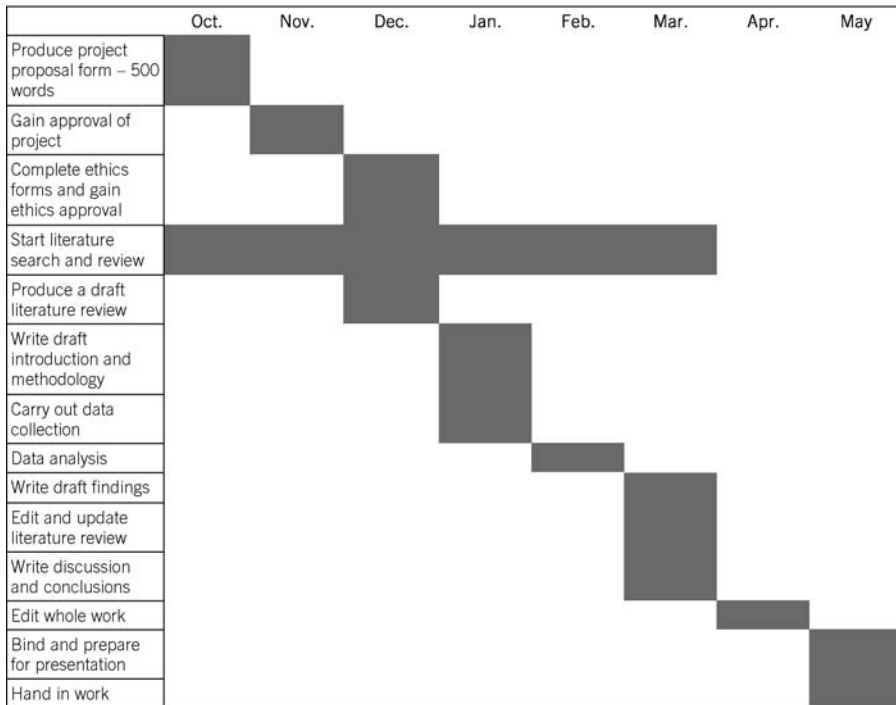 Oct. Nov. Dec. Jan. Feb. Mar. Apr. May
Produce project
proposal form – 500
words
Gain approval of
project
Complete ethics
forms and gain
ethics approval
Start literature
search and review
Produce a draft
literature review
Write draft
introduction and
methodology
Carry out data
collection
Data analysis
Write draft findings
Edit and update
literature review
Write discussion
and conclusions
Edit whole work
Bind and prepare
for presentation
Hand in work